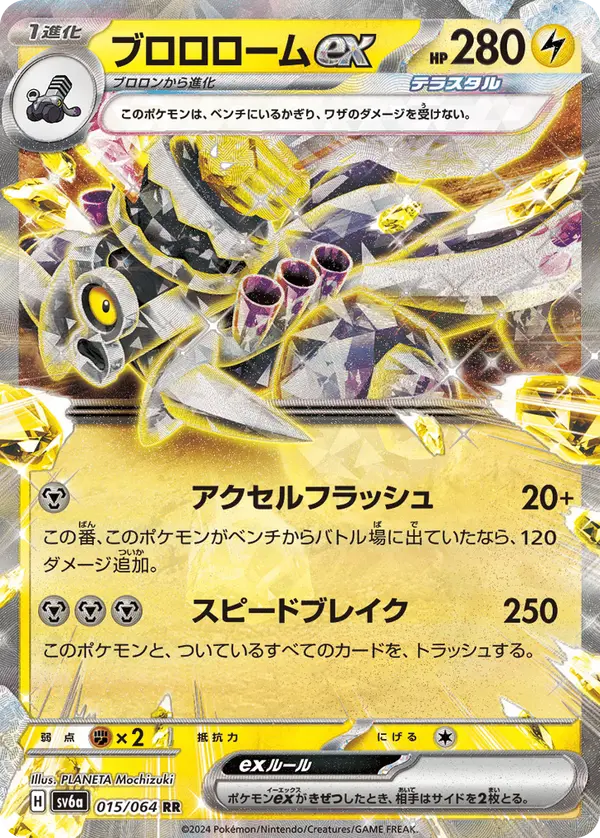 1進化
ブロロロームex
HP 280
ブロロンから進化
テラスタル
このポケモンは、ベンチにいるかぎり、ワザのダメージを受けない。
アクセルフラッシュ 20+
この番、このポケモンがベンチからバトル場に出ていたなら、120
ダメージ追加。
スピードブレイク 250
このポケモンと、ついているすべてのカードを、トラッシュする。
弱点 ×2 抵抗力 にげる
Illus. PLANETA Mochizuki
exルール
ポケモンexがきぜつしたとき、相手はサイドを2枚とる。
H sv6a 015/064 RR
©2024 Pokémon/Nintendo/Creatures/GAME FREAK.